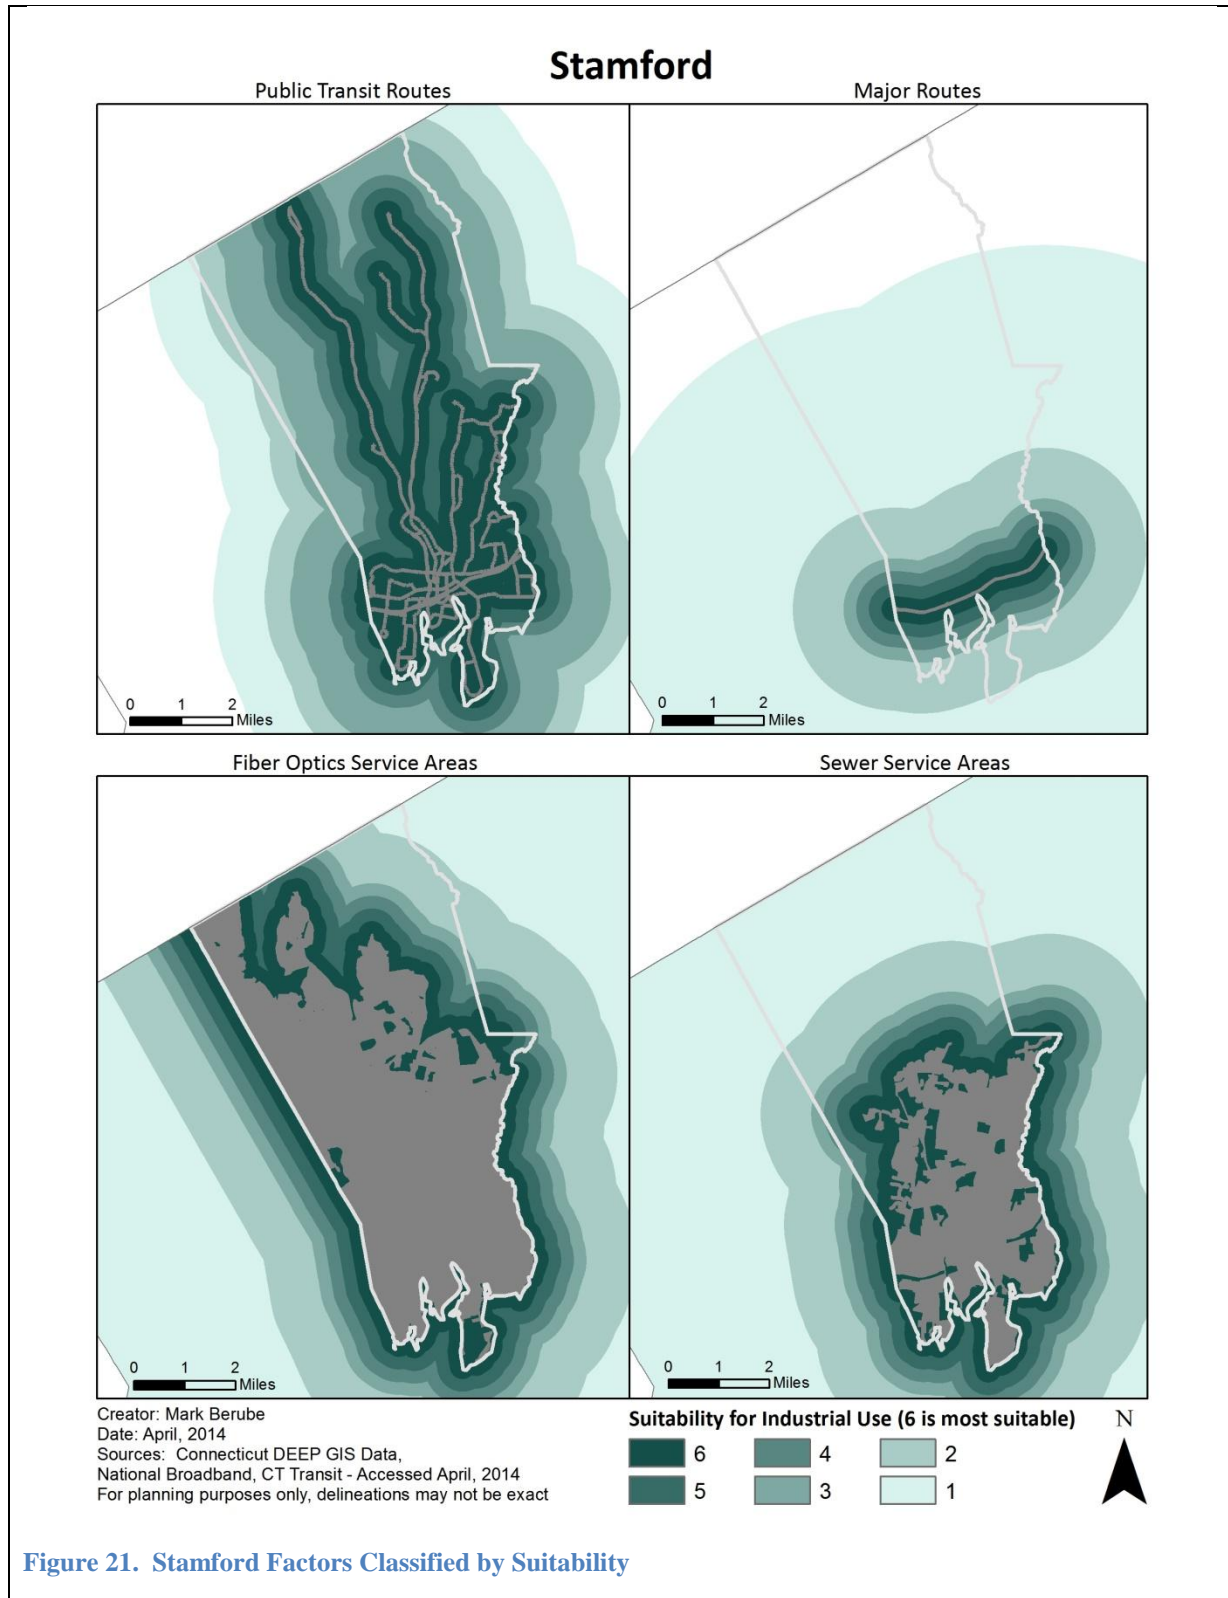 Stamford
Public Transit Routes
Major Routes
0 1 2
Miles
0 1 2
Miles
Fiber Optics Service Areas
Sewer Service Areas
0 1 2
Miles
0 1 2
Miles
Creator: Mark Berube
Date: April, 2014
Sources: Connecticut DEEP GIS Data,
National Broadband, CT Transit - Accessed April, 2014
For planning purposes only, delineations may not be exact
Suitability for Industrial Use (6 is most suitable)
N
6 4 2
5 3 1
Figure 21. Stamford Factors Classified by Suitability